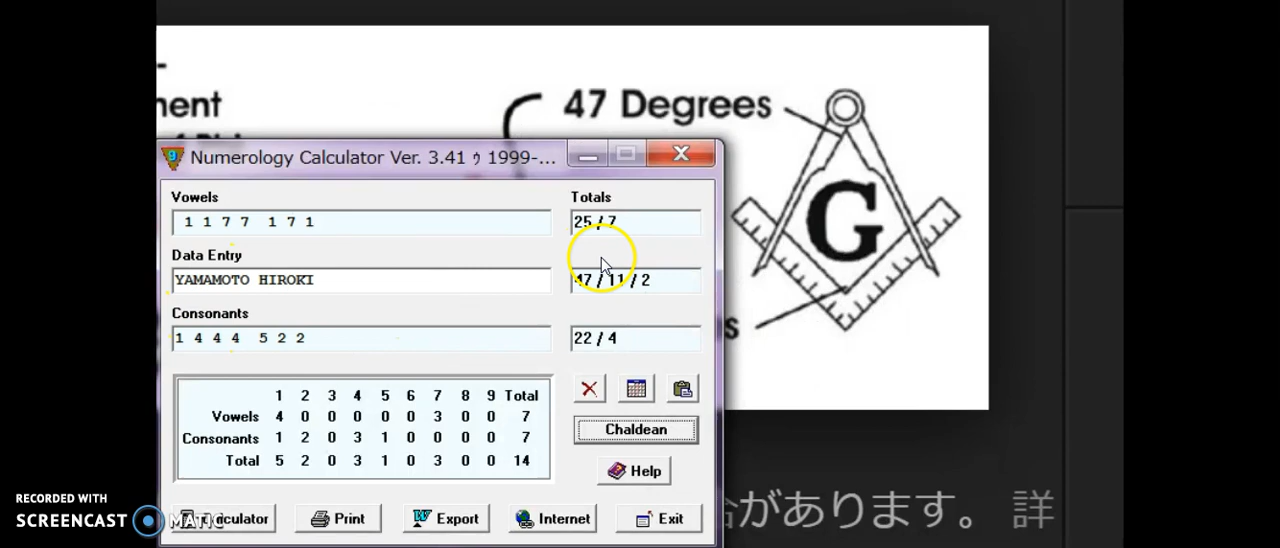 ment
47 Degrees
G
Numerology Calculator Ver. 3.41 ｩ 1999-...
Vowels
Totals
1 1 7 7 1 7 1
25 / 7
Data Entry
YAMAMOTO HIROKI
47 / 11 / 2
Consonants
1 4 4 4 5 2 2
22 / 4
1 2 3 4 5 6 7 8 9 Total
Vowels 4 0 0 0 0 0 3 0 0 7
Consonants 1 2 0 3 1 0 0 0 0 7
Total 5 2 0 3 1 0 3 0 0 14
Chaldean
Help
Calculator
Print
Export
Internet
Exit
があります。 詳
RECORDED WITH
SCREENCAST MATIC